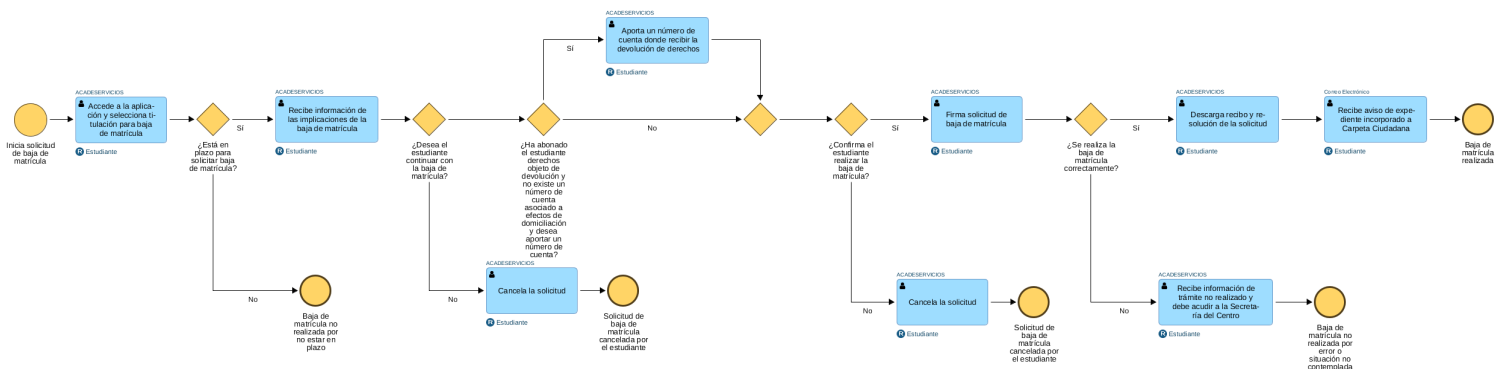 ACADESERVICIOS
Aporta un número de
cuenta donde recibir la
devolución de derechos
R Estudiante
Sí
Inicia solicitud
de baja de
matrícula
ACADESERVICIOS
Accede a la aplica-
ción y selecciona ti-
tulación para baja
de matrícula
R Estudiante
¿Está en
plazo para
solicitar baja
de matrícula?
Sí
ACADESERVICIOS
Recibe información de
las implicaciones de la
baja de matrícula
R Estudiante
¿Desea el
estudiante
continuar con
la baja de
matrícula?
¿Ha abonado
el estudiante
derechos
objeto de
devolución y
no existe un
número de
cuenta
asociado a
efectos de
domiciliación
y desea
aportar un
número de
cuenta?
No
¿Confirma el
estudiante
realizar la
baja de
matrícula?
Sí
ACADESERVICIOS
Firma solicitud de
baja de matrícula
R Estudiante
¿Se realiza la
baja de
matrícula
correctamente?
Sí
ACADESERVICIOS
Descarga recibo y re-
solución de la solicitud
R Estudiante
Correo Electrónico
Recibe aviso de expe-
diente incorporado a
Carpeta Ciudadana
R Estudiante
Baja de
matrícula
realizada
No
Baja de
matrícula no
realizada por
no estar en
plazo
No
ACADESERVICIOS
Cancela la solicitud
R Estudiante
Solicitud de
baja de
matrícula
cancelada por
el estudiante
No
ACADESERVICIOS
Cancela la solicitud
R Estudiante
Solicitud de
baja de
matrícula
cancelada por
el estudiante
No
ACADESERVICIOS
Recibe información de
trámite no realizado y
debe acudir a la Secreta-
ría del Centro
R Estudiante
Baja de
matrícula no
realizada por
error o
situación no
contemplada